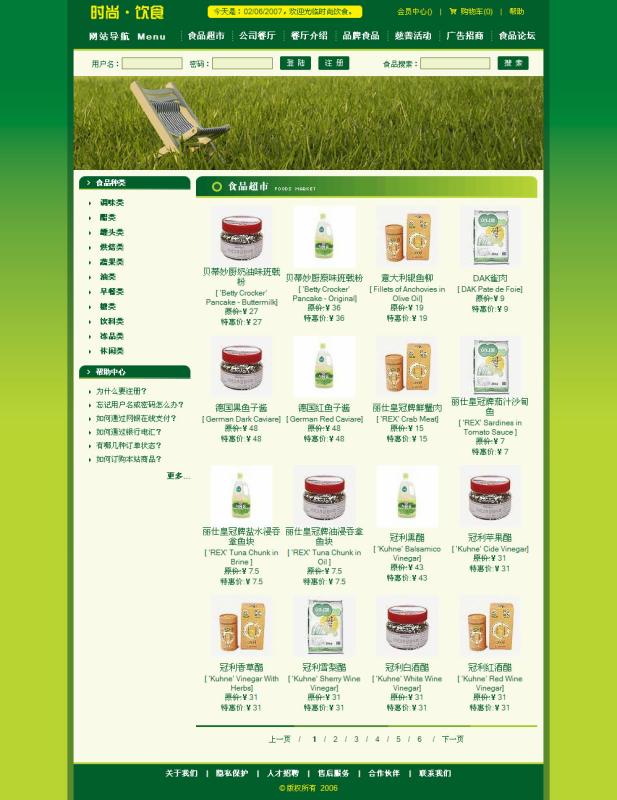 时尚·饮食
今天是：02/06/2007，欢迎光临时尚饮食。
会员中心() | 购物车(0) | 帮助
网站导航 Menu
食品超市 公司餐厅 餐厅介绍 品牌食品 慈善活动 广告招商 食品论坛
用户名： 密码： 登 陆 注 册 食品搜索： 搜 索
食品种类
调味类
醋类
罐头类
烘焙类
蔬果类
油类
早餐类
糖类
饮料类
冻品类
休闲类
帮助中心
为什么要注册？
忘记用户名或密码怎么办？
如何通过网银在线支付？
如何通过银行电汇？
有哪几种订单状态？
如何订购本站商品？
更多...
食品超市 FOODS MARKET
贝蒂妙厨奶油味班戟粉
[ 'Betty Crocker' Pancake - Buttermilk]
原价:¥ 27
特惠价:¥ 27
贝蒂妙厨原味班戟粉
[ 'Betty Crocker' Pancake - Original]
原价:¥ 36
特惠价:¥ 36
意大利银鱼柳
[ Fillets of Anchovies in Olive Oil]
原价:¥ 19
特惠价:¥ 19
DAK雀肉
[ DAK Pate de Foie]
原价:¥ 9
特惠价:¥ 9
德国黑鱼子酱
[ German Dark Caviare]
原价:¥ 48
特惠价:¥ 48
德国红鱼子酱
[ German Red Caviare]
原价:¥ 48
特惠价:¥ 48
丽仕皇冠牌鲜蟹肉
[ 'REX' Crab Meat]
原价:¥ 15
特惠价:¥ 15
丽仕皇冠牌茄汁沙甸鱼
[ 'REX' Sardines in Tomato Sauce ]
原价:¥ 7
特惠价:¥ 7
丽仕皇冠牌盐水浸吞拿鱼块
[ 'REX' Tuna Chunk in Brine ]
原价:¥ 7.5
特惠价:¥ 7.5
丽仕皇冠牌油浸吞拿鱼块
[ 'REX' Tuna Chunk in Oil ]
原价:¥ 7.5
特惠价:¥ 7.5
冠利黑醋
[ 'Kuhne' Balsamico Vinegar]
原价:¥ 43
特惠价:¥ 43
冠利苹果醋
[ 'Kuhne' Cide Vinegar]
原价:¥ 31
特惠价:¥ 31
冠利香草醋
[ 'Kuhne' Vinegar With Herbs]
原价:¥ 31
特惠价:¥ 31
冠利雪梨醋
[ 'Kuhne' Sherry Wine Vinegar]
原价:¥ 31
特惠价:¥ 31
冠利白酒醋
[ 'Kuhne' White Wine Vinegar]
原价:¥ 31
特惠价:¥ 31
冠利红酒醋
[ 'Kuhne' Red Wine Vinegar]
原价:¥ 31
特惠价:¥ 31
上一页 / 1 / 2 / 3 / 4 / 5 / 6 / 下一页
关于我们 | 隐私保护 | 人才招聘 | 售后服务 | 合作伙伴 | 联系我们
©版权所有 2006